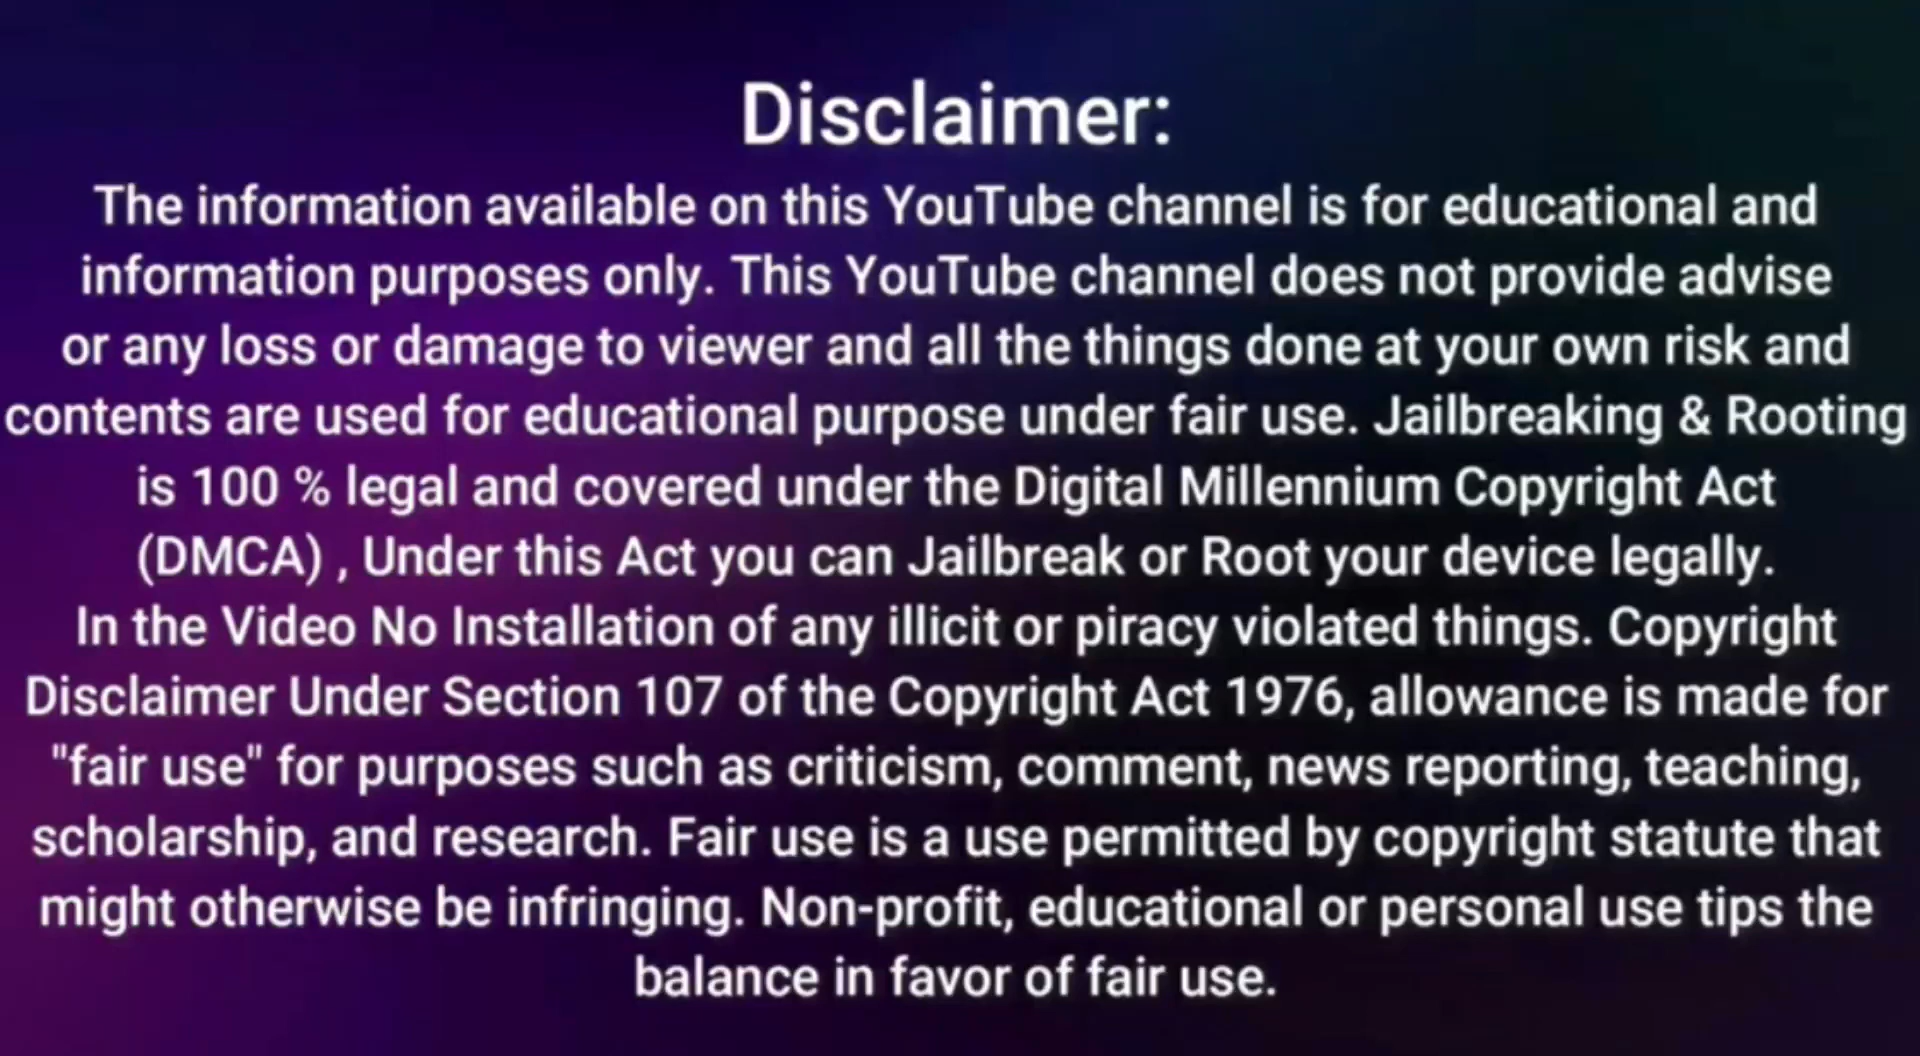 Disclaimer:
The information available on this YouTube channel is for educational and
information purposes only. This YouTube channel does not provide advise
or any loss or damage to viewer and all the things done at your own risk and
contents are used for educational purpose under fair use. Jailbreaking & Rooting
is 100 % legal and covered under the Digital Millennium Copyright Act
(DMCA) , Under this Act you can Jailbreak or Root your device legally.
In the Video No Installation of any illicit or piracy violated things. Copyright
Disclaimer Under Section 107 of the Copyright Act 1976, allowance is made for
"fair use" for purposes such as criticism, comment, news reporting, teaching,
scholarship, and research. Fair use is a use permitted by copyright statute that
might otherwise be infringing. Non-profit, educational or personal use tips the
balance in favor of fair use.